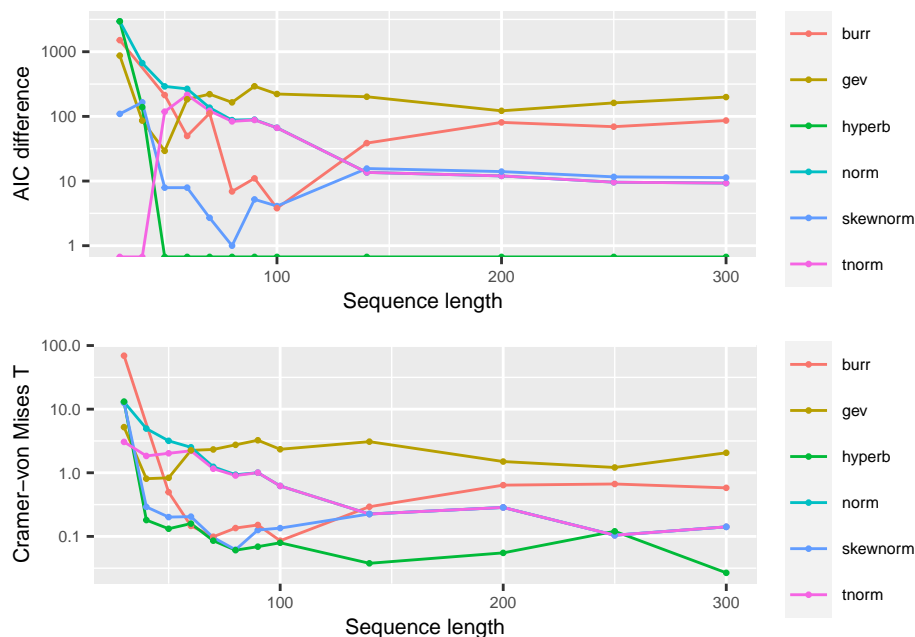 1000
100
10
1
AIC difference
100
200
300
Sequence length
burr
gev
hyperb
norm
skewnorm
tnorm
100.0
10.0
1.0
0.1
Cramer−von Mises T
100
200
300
Sequence length
burr
gev
hyperb
norm
skewnorm
tnorm